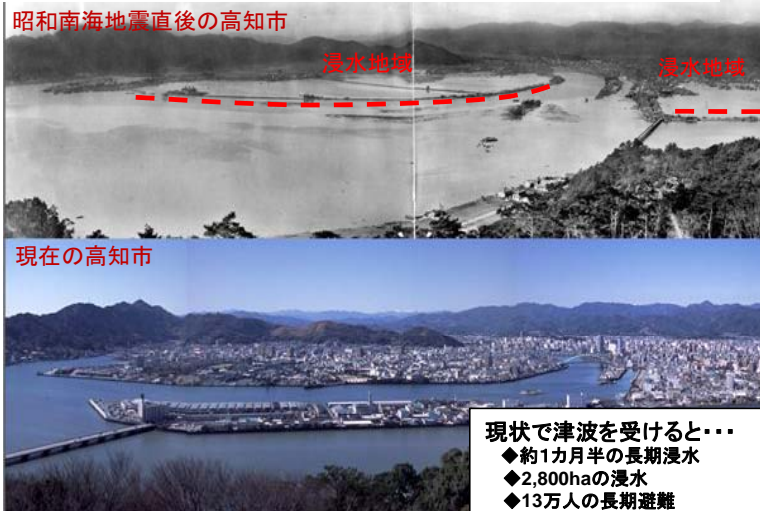 昭和南海地震直後の高知市
浸水地域
浸水地域
現在の高知市
現状で津波を受けると･･･
◆約1カ月半の長期浸水
◆2,800haの浸水
◆13万人の長期避難